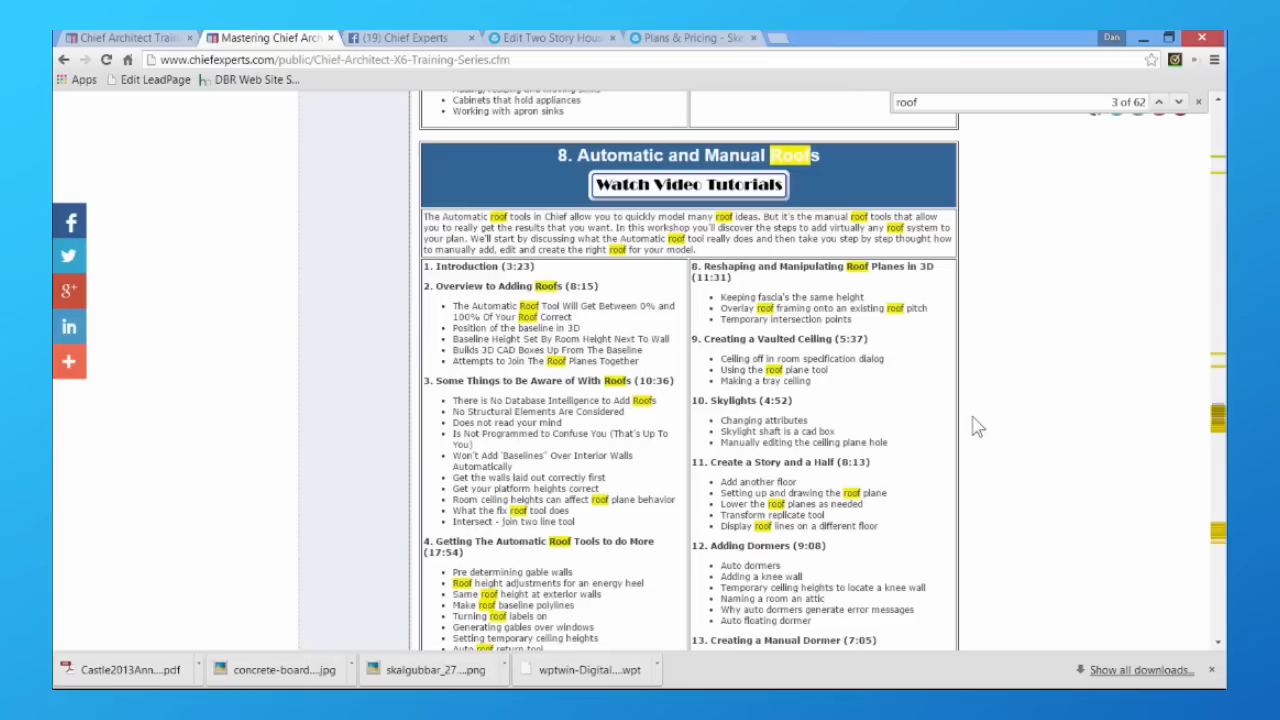 Chief Architect Train
Mastering Chief Arch
(19) Chief Experts
Edit Two Story Hous
Plans & Pricing - Ske
Dan
www.chiefexperts.com/public/Chief-Architect-X6-Training-Series.cfm
Apps
Edit LeadPage
DBR Web Site S...
roof
3 of 62
Cabinets that hold appliances
Working with apron sinks
8. Automatic and Manual Roofs
Watch Video Tutorials
The Automatic roof tools in Chief allow you to quickly model many roof ideas. But it's the manual roof tools that allow
you to really get the results that you want. In this workshop you'll discover the steps to add virtually any roof system to
your plan. We'll start by discussing what the Automatic roof tool really does and then take you step by step thought how
to manually add, edit and create the right roof for your model.
1. Introduction (3:23)
2. Overview to Adding Roofs (8:15)
The Automatic Roof Tool Will Get Between 0% and
100% Of Your Roof Correct
Position of the baseline in 3D
Baseline Height Set By Room Height Next To Wall
Builds 3D CAD Boxes Up From The Baseline
Attempts to Join The Roof Planes Together
3. Some Things to Be Aware of With Roofs (10:36)
There is No Database Intelligence to Add Roofs
No Structural Elements Are Considered
Does not read your mind
Is Not Programmed to Confuse You (That's Up To
You)
Won't Add 'Baselines" Over Interior Walls
Automatically
Get the walls laid out correctly first
Get your platform heights correct
Room ceiling heights can affect roof plane behavior
What the fix roof tool does
Intersect - join two line tool
4. Getting The Automatic Roof Tools to do More
(17:54)
Pre determining gable walls
Roof height adjustments for an energy heel
Same roof height at exterior walls
Make roof baseline polylines
Turning roof labels on
Generating gables over windows
Setting temporary ceiling heights
Auto roof return tool
8. Reshaping and Manipulating Roof Planes in 3D
(11:31)
Keeping fascia's the same height
Overlay roof framing onto an existing roof pitch
Temporary intersection points
9. Creating a Vaulted Ceiling (5:37)
Ceiling off in room specification dialog
Using the roof plane tool
Making a tray ceiling
10. Skylights (4:52)
Changing attributes
Skylight shaft is a cad box
Manually editing the ceiling plane hole
11. Create a Story and a Half (8:13)
Add another floor
Setting up and drawing the roof plane
Lower the roof planes as needed
Transform replicate tool
Display roof lines on a different floor
12. Adding Dormers (9:08)
Auto dormers
Adding a knee wall
Temporary ceiling heights to locate a knee wall
Naming a room an attic
Why auto dormers generate error messages
Auto floating dormer
13. Creating a Manual Dormer (7:05)
Castle2013Ann....pdf
concrete-board....jpg
skalgubbar_27....png
wptwin-Digital....wpt
Show all downloads...